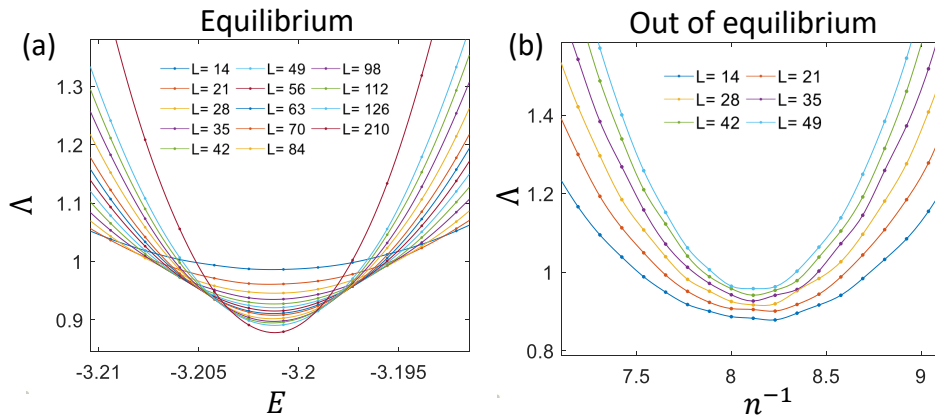 Equilibrium
Out of equilibrium
(a)
L= 14 L= 49 L= 98
L= 21 L= 56 L= 112
L= 28 L= 63 L= 126
L= 35 L= 70 L= 210
L= 42 L= 84
1.3
1.2
1.1
1
0.9
Λ
-3.21 -3.205 -3.2 -3.195
E
(b)
L= 14 L= 21
L= 28 L= 35
L= 42 L= 49
1.4
1.2
1
0.8
Λ
7.5 8 8.5 9
n⁻¹